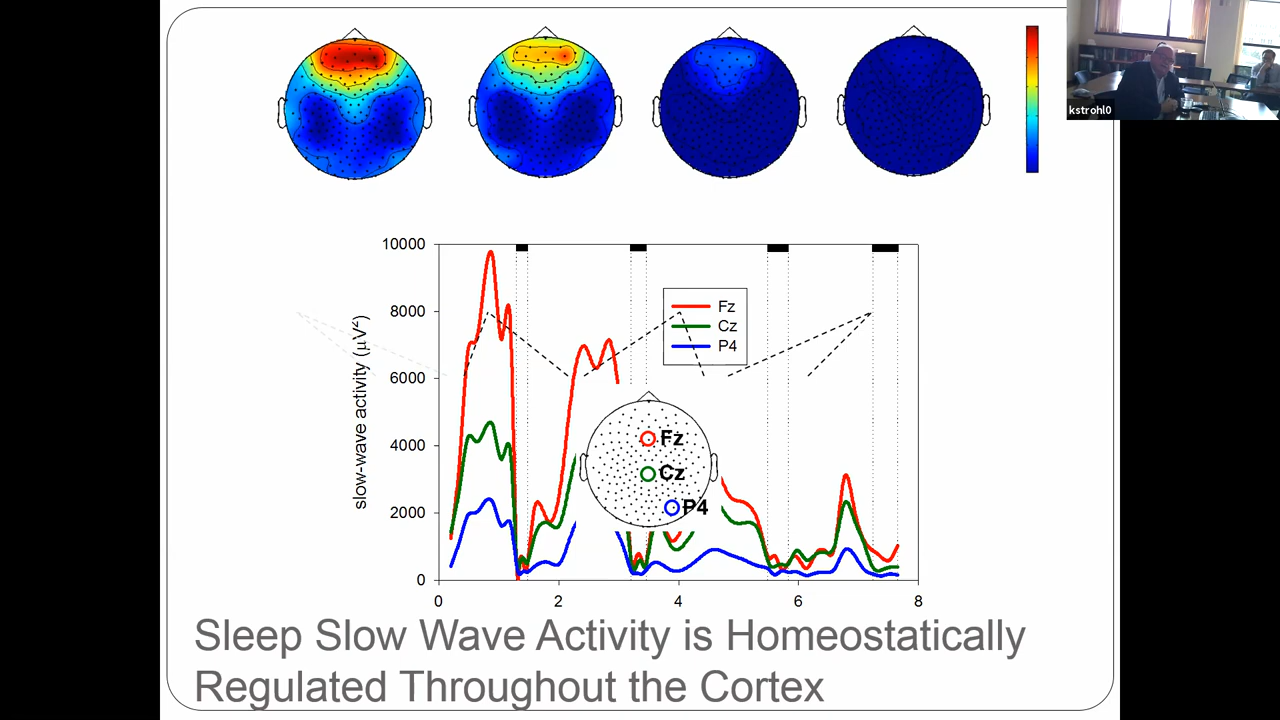 kstrohl0
10000
8000
6000
4000
2000
0
slow-wave activity (µV²)
Fz
Cz
P4
Fz
Cz
P4
0 2 4 6 8
Sleep Slow Wave Activity is Homeostatically
Regulated Throughout the Cortex